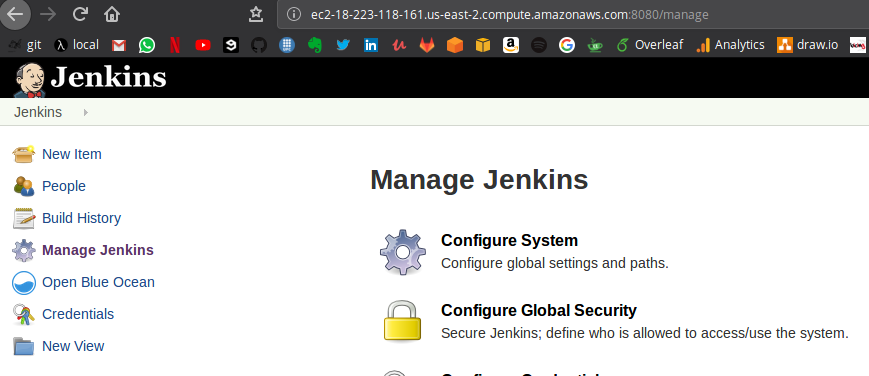 ec2-18-223-118-161.us-east-2.compute.amazonaws.com:8080/manage
git local Overleaf Analytics draw.io
Jenkins
Jenkins
New Item
People
Build History
Manage Jenkins
Open Blue Ocean
Credentials
New View
Manage Jenkins
Configure System
Configure global settings and paths.
Configure Global Security
Secure Jenkins; define who is allowed to access/use the system.